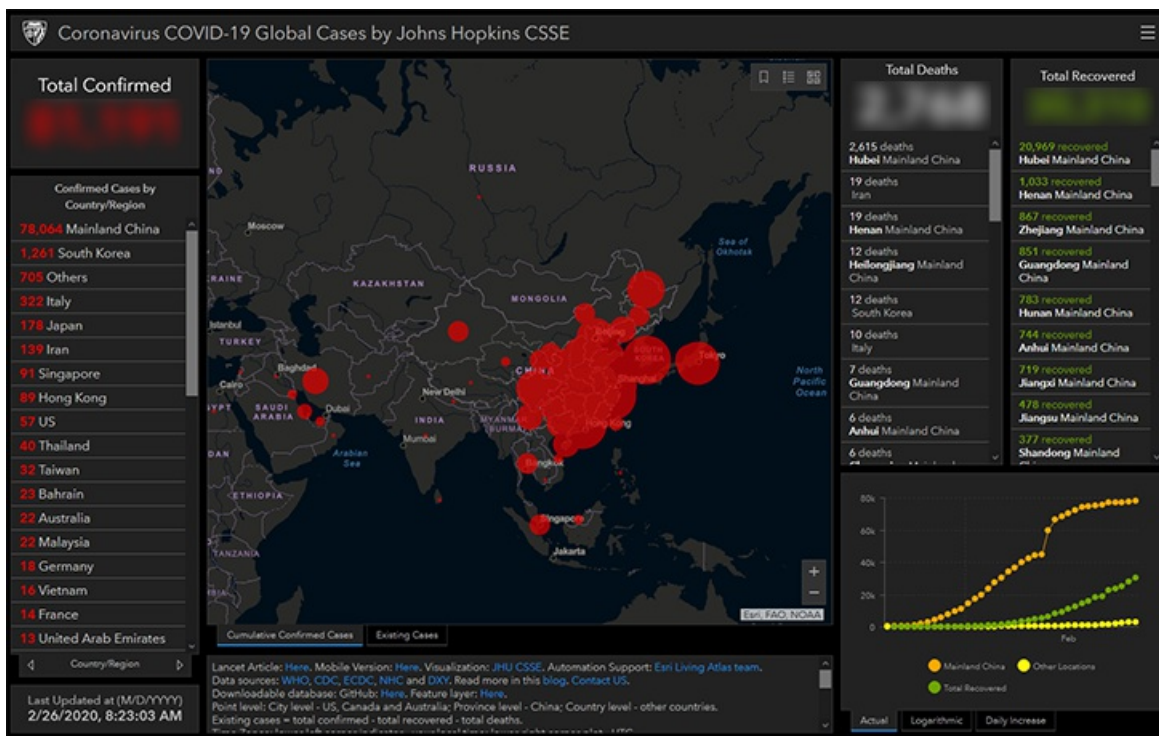 Coronavirus COVID-19 Global Cases by Johns Hopkins CSSE
Total Confirmed
Confirmed Cases by
Country/Region
78,064 Mainland China
1,261 South Korea
705 Others
322 Italy
178 Japan
139 Iran
91 Singapore
89 Hong Kong
57 US
40 Thailand
32 Taiwan
23 Bahrain
22 Australia
22 Malaysia
18 Germany
16 Vietnam
14 France
13 United Arab Emirates
Country/Region
Last Updated at (M/D/YYYY)
2/26/2020, 8:23:03 AM
RUSSIA
Moscow
Sea of
Okhotsk
RAINE
KAZAKHSTAN
MONGOLIA
Istanbul
TURKEY
Beijing
SOUTH
KOREA
Tokyo
Baghdad
CHINA
Shanghai
North
Pacific
Ocean
Cairo
New Delhi
YPT
SAUDI
ARABIA
Dubai
INDIA
MYANMAR
(BURMA)
Hong Kong
Mumbai
DAN
Arabian
Sea
Bangkok
ETHIOPIA
Singapore
TANZANIA
Jakarta
Esri, FAO, NOAA
Cumulative Confirmed Cases
Existing Cases
Lancet Article: Here. Mobile Version: Here. Visualization: JHU CSSE. Automation Support: Esri Living Atlas team.
Data sources: WHO, CDC, ECDC, NHC and DXY. Read more in this blog. Contact US.
Downloadable database: GitHub: Here. Feature layer: Here.
Point level: City level - US, Canada and Australia; Province level - China; Country level - other countries.
Existing cases = total confirmed - total recovered - total deaths.
Total Deaths
2,768
2,615 deaths
Hubei Mainland China
19 deaths
Iran
19 deaths
Henan Mainland China
12 deaths
Heilongjiang Mainland
China
12 deaths
South Korea
10 deaths
Italy
7 deaths
Guangdong Mainland
China
6 deaths
Anhui Mainland China
6 deaths
Total Recovered
20,969 recovered
Hubei Mainland China
1,033 recovered
Henan Mainland China
867 recovered
Zhejiang Mainland China
851 recovered
Guangdong Mainland
China
783 recovered
Hunan Mainland China
744 recovered
Anhui Mainland China
719 recovered
Jiangxi Mainland China
478 recovered
Jiangsu Mainland China
377 recovered
Shandong Mainland
80k
60k
40k
20k
0
Feb
Mainland China
Other Locations
Total Recovered
Actual
Logarithmic
Daily Increase